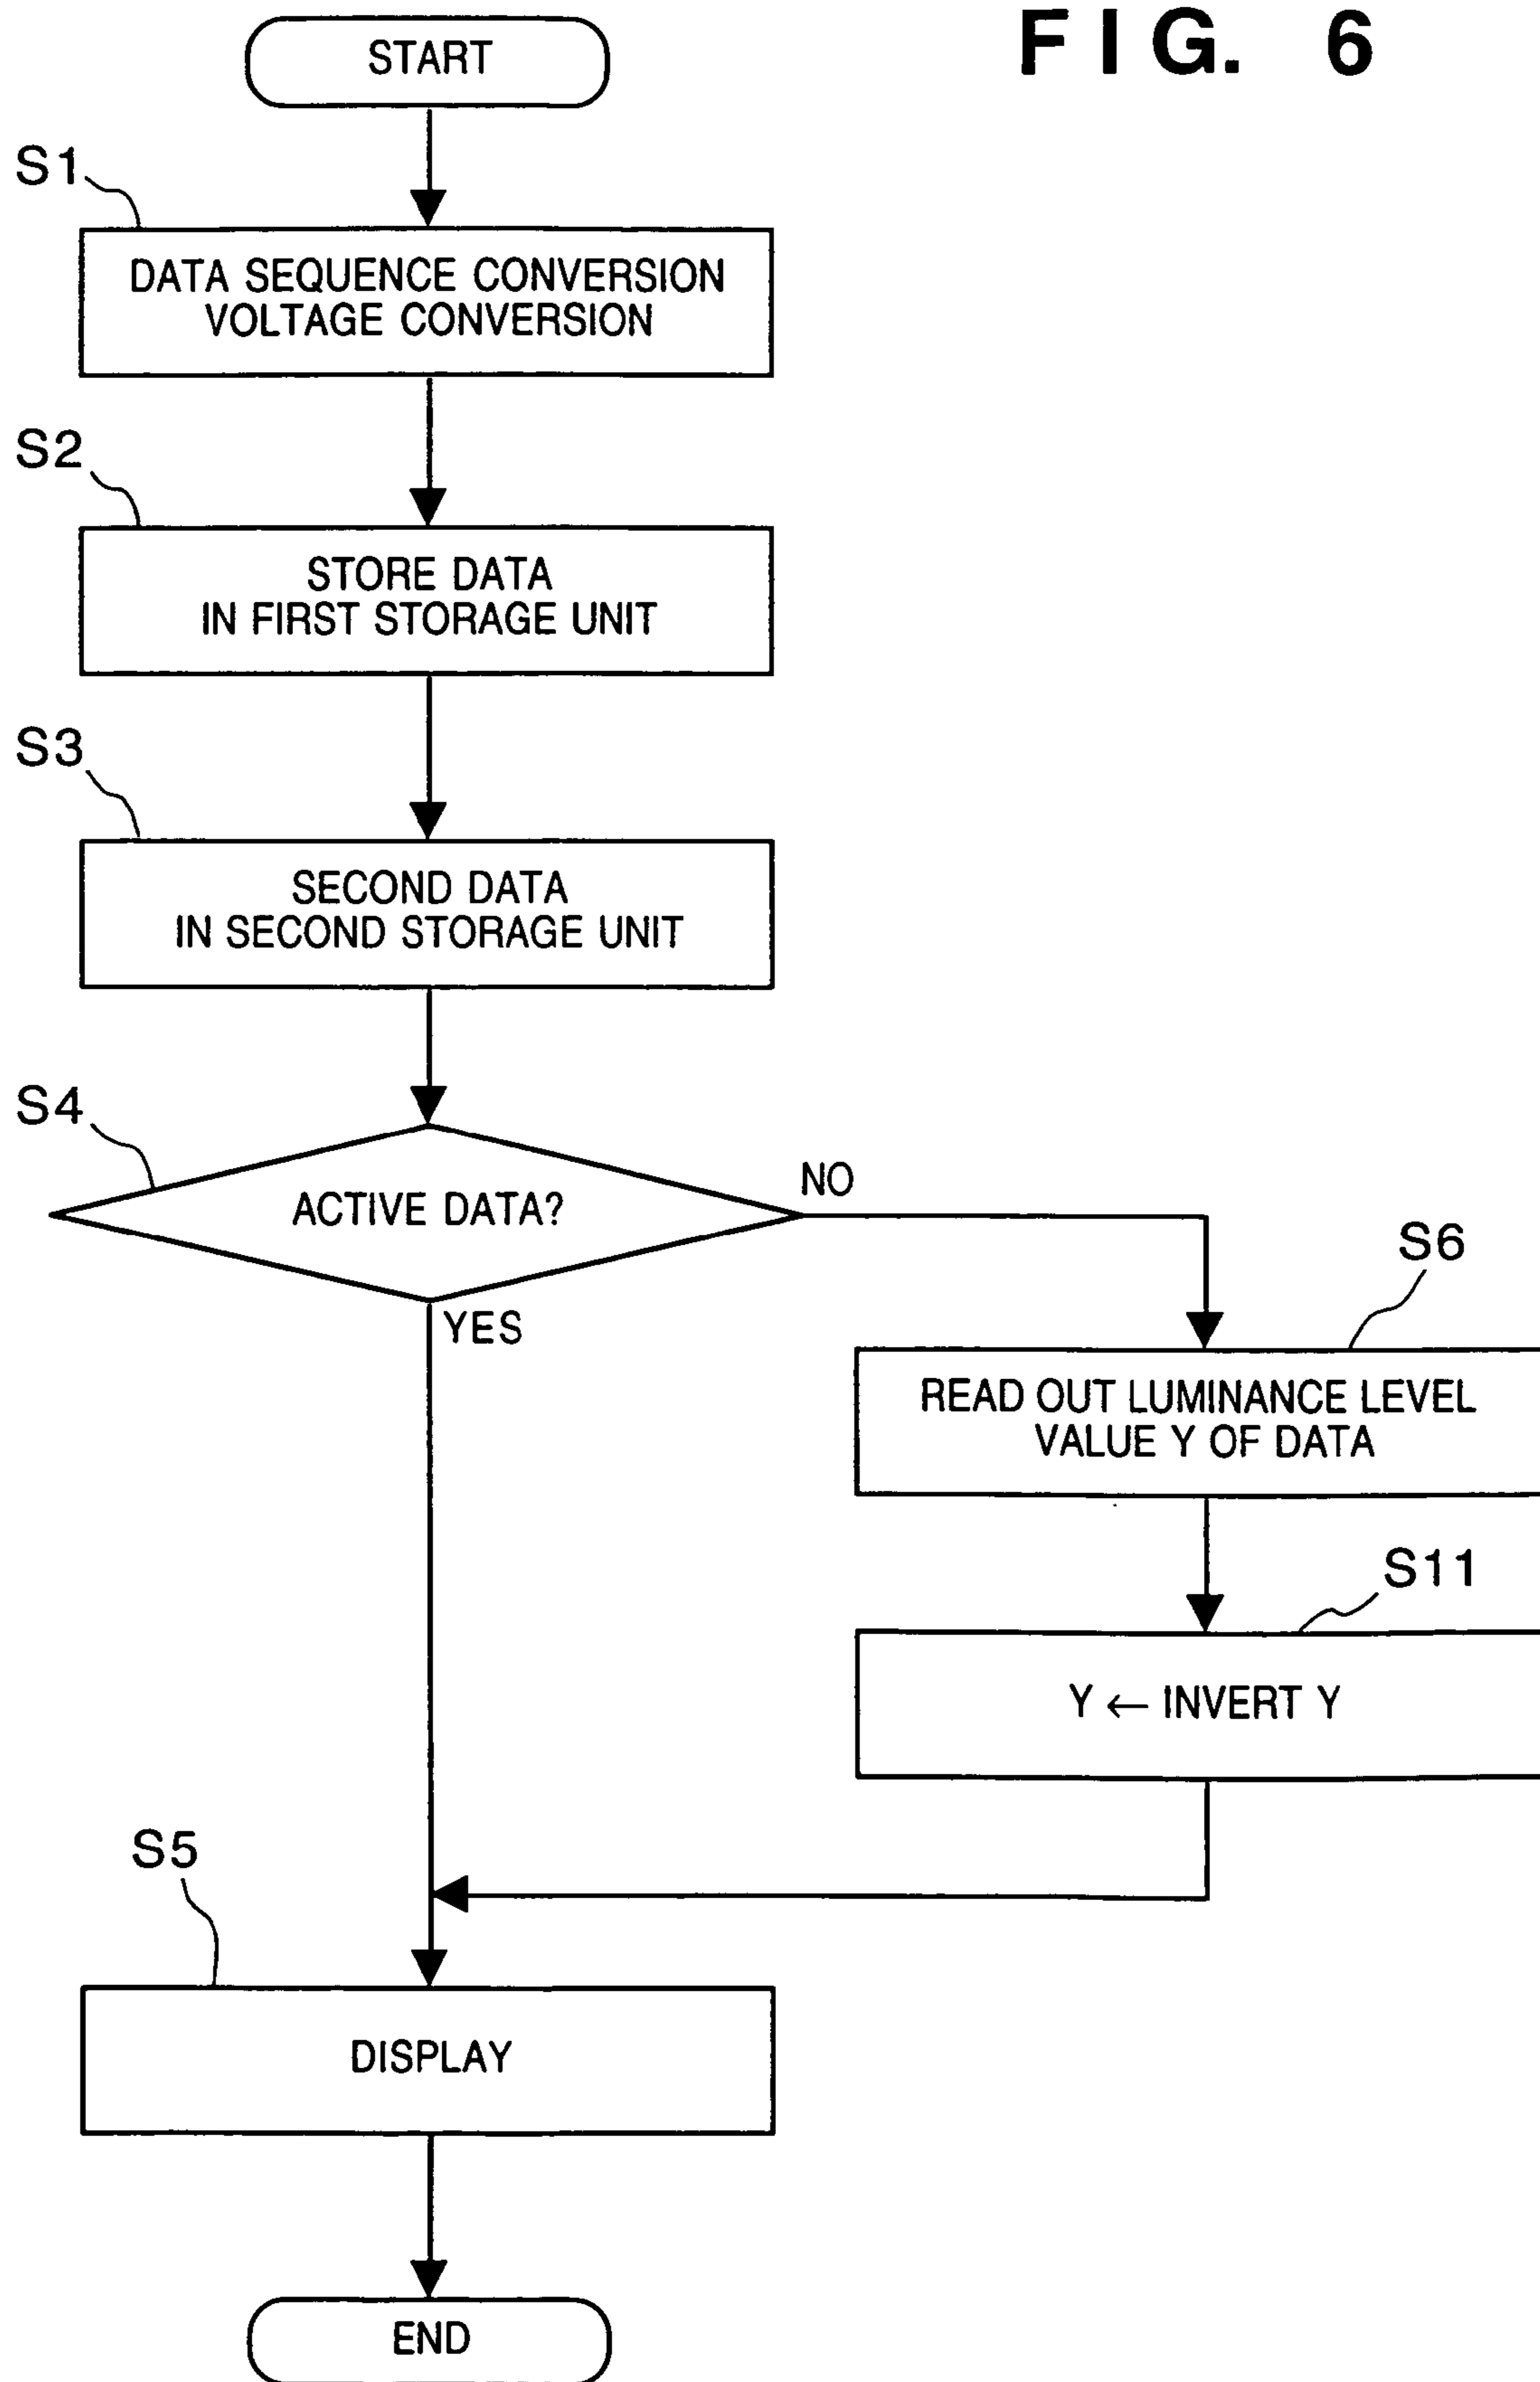 FIG. 6
START
S1
DATA SEQUENCE CONVERSION
VOLTAGE CONVERSION
S2
STORE DATA
IN FIRST STORAGE UNIT
S3
SECOND DATA
IN SECOND STORAGE UNIT
S4
ACTIVE DATA?
NO
YES
S6
READ OUT LUMINANCE LEVEL
VALUE Y OF DATA
S11
Y ← INVERT Y
S5
DISPLAY
END